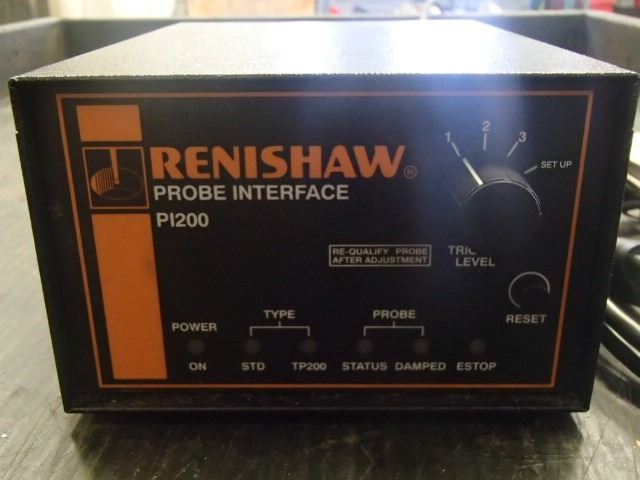 RENISHAW®
PROBE INTERFACE
PI200
1
2
3
SET UP
RE-QUALIFY PROBE
AFTER ADJUSTMENT
LEVEL
RESET
TYPE
PROBE
POWER
ON
STD
TP200
STATUS
DAMPED
ESTOP